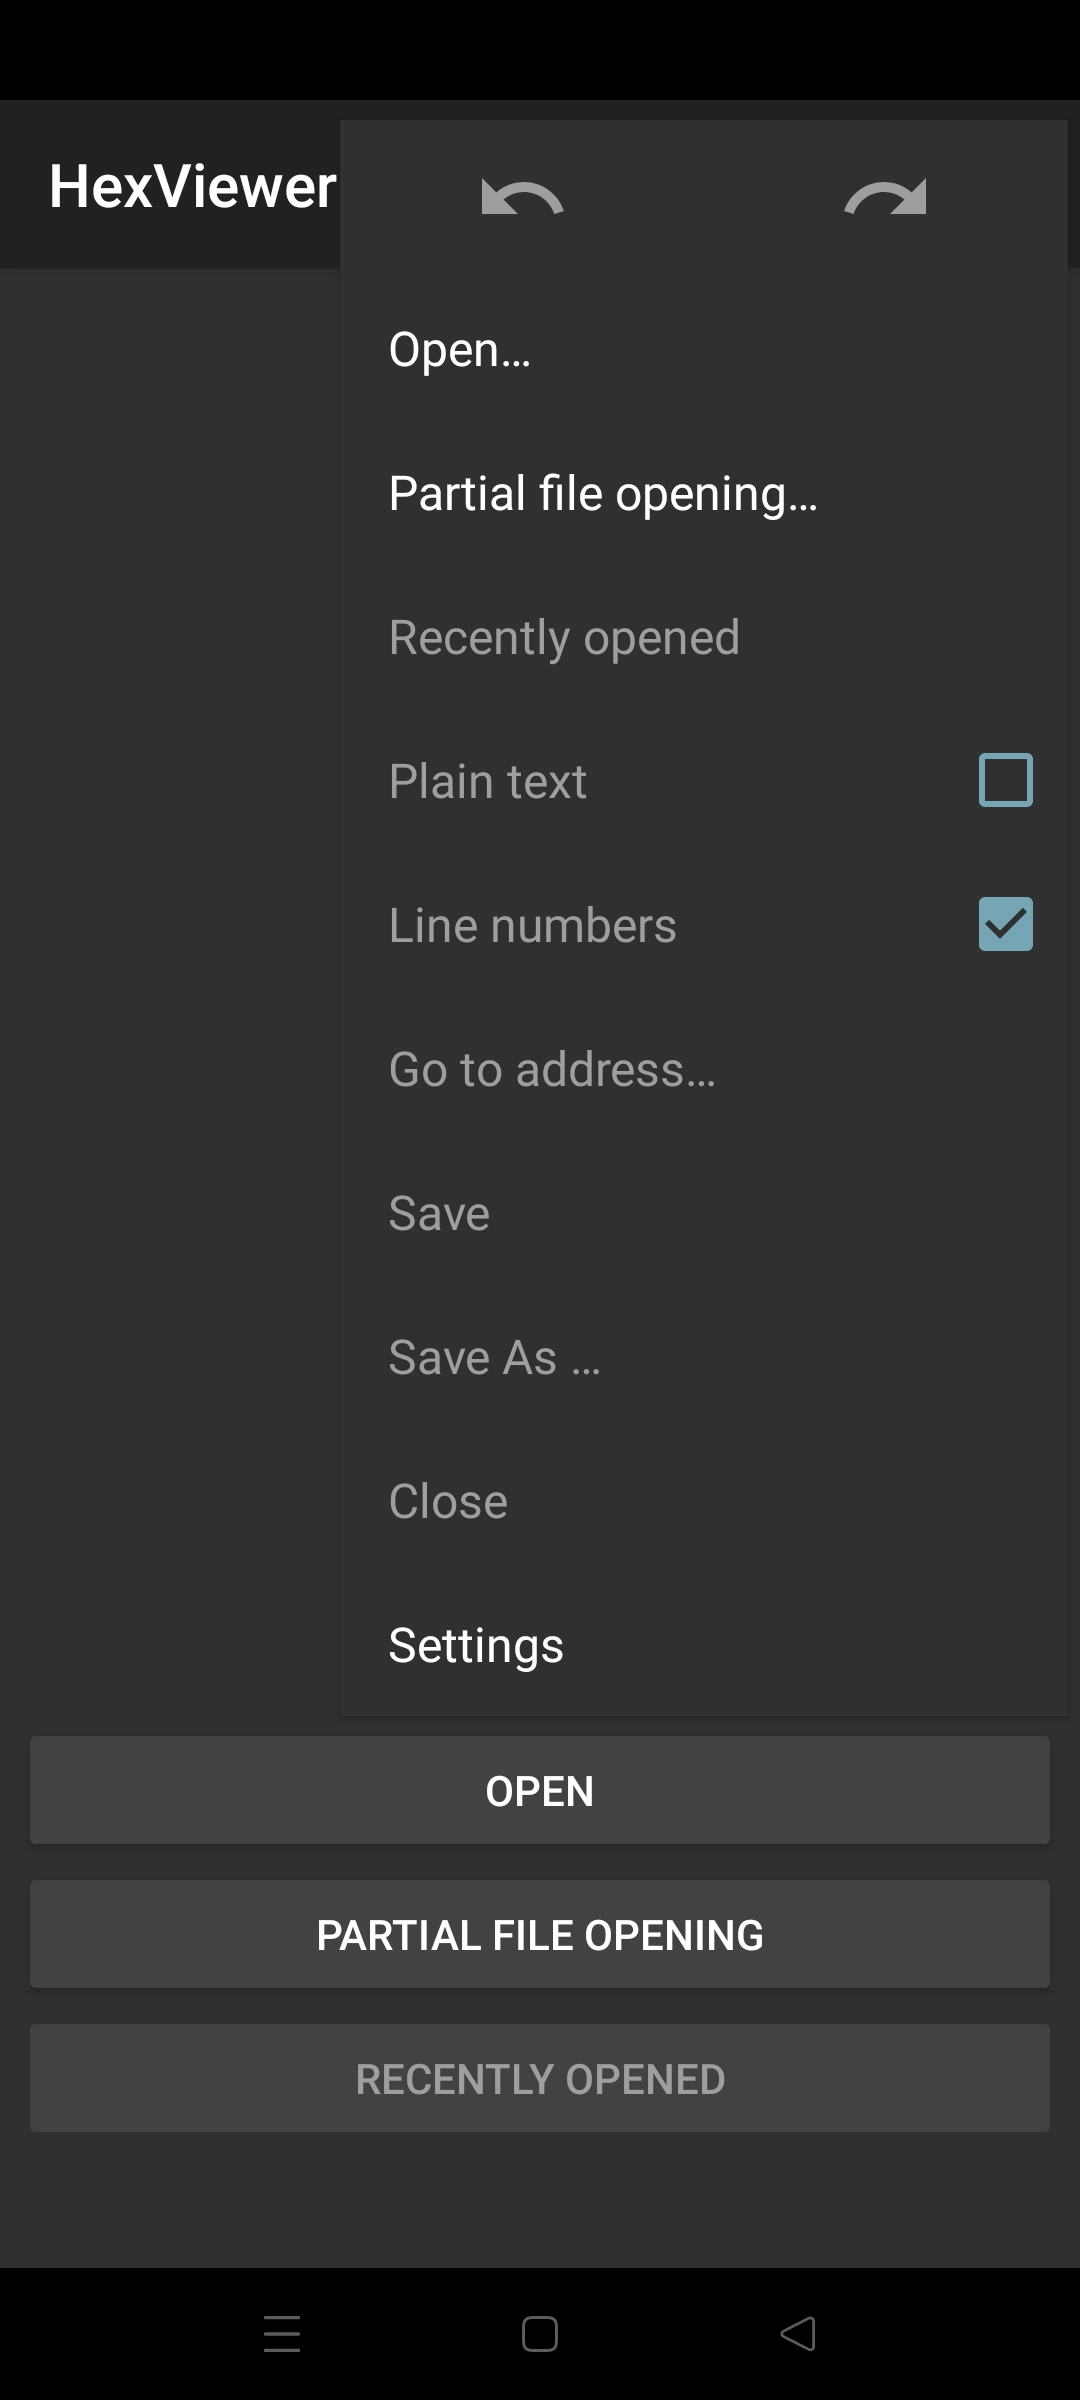 HexViewer
Open...
Partial file opening...
Recently opened
Plain text
Line numbers
Go to address...
Save
Save As ...
Close
Settings
OPEN
PARTIAL FILE OPENING
RECENTLY OPENED